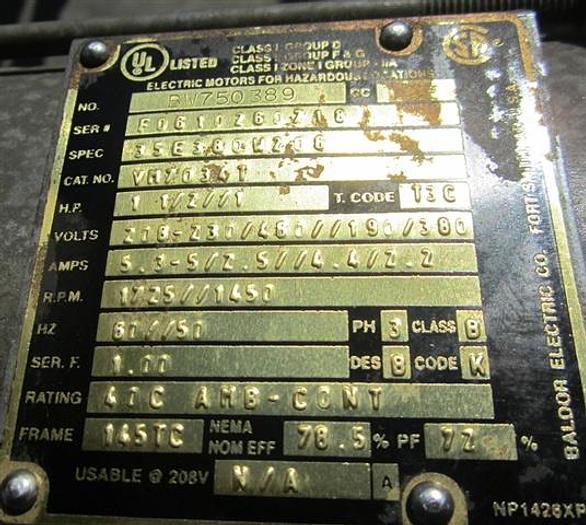 UL LISTED
CLASS I GROUP D
CLASS II GROUP F & G
CLASS I ZONE I GROUP IIA
ELECTRIC MOTORS FOR HAZARDOUS LOCATIONS
NO. BW750389 CC
SER # F0610260218
SPEC 35E380W206
CAT. NO. VM7034T
H.P. 1 1/2//1 T. CODE T3C
VOLTS 208-230/460//190/380
AMPS 5.3-5/2.5//4.4/2.2
R.P.M. 1725//1450
HZ 60//50 PH 3 CLASS B
SER. F. 1.00 DES B CODE K
RATING 40C AMB-CONT
FRAME 145TC NEMA NOM EFF 78.5 % PF 72 %
USABLE @ 208V N/A A
NP1426XP
BALDOR ELECTRIC CO. FORT SMITH, AR U.S.A.